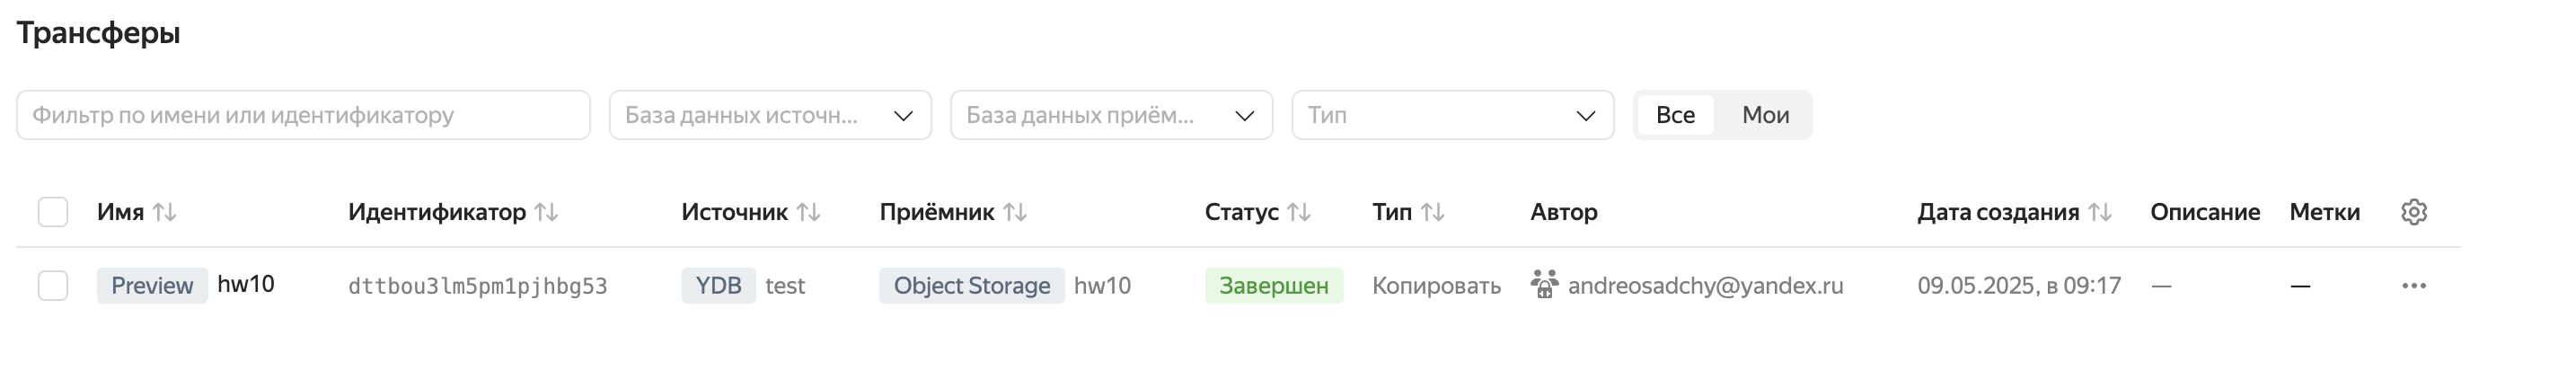 Трансферы
Фильтр по имени или идентификатору База данных источн... База данных приём... Тип Все Мои
Имя Идентификатор Источник Приёмник Статус Тип Автор Дата создания Описание Метки
Preview hw10 dttbou3lm5pm1pjhbg53 YDB test Object Storage hw10 Завершен Копировать andreosadchy@yandex.ru 09.05.2025, в 09:17 — —